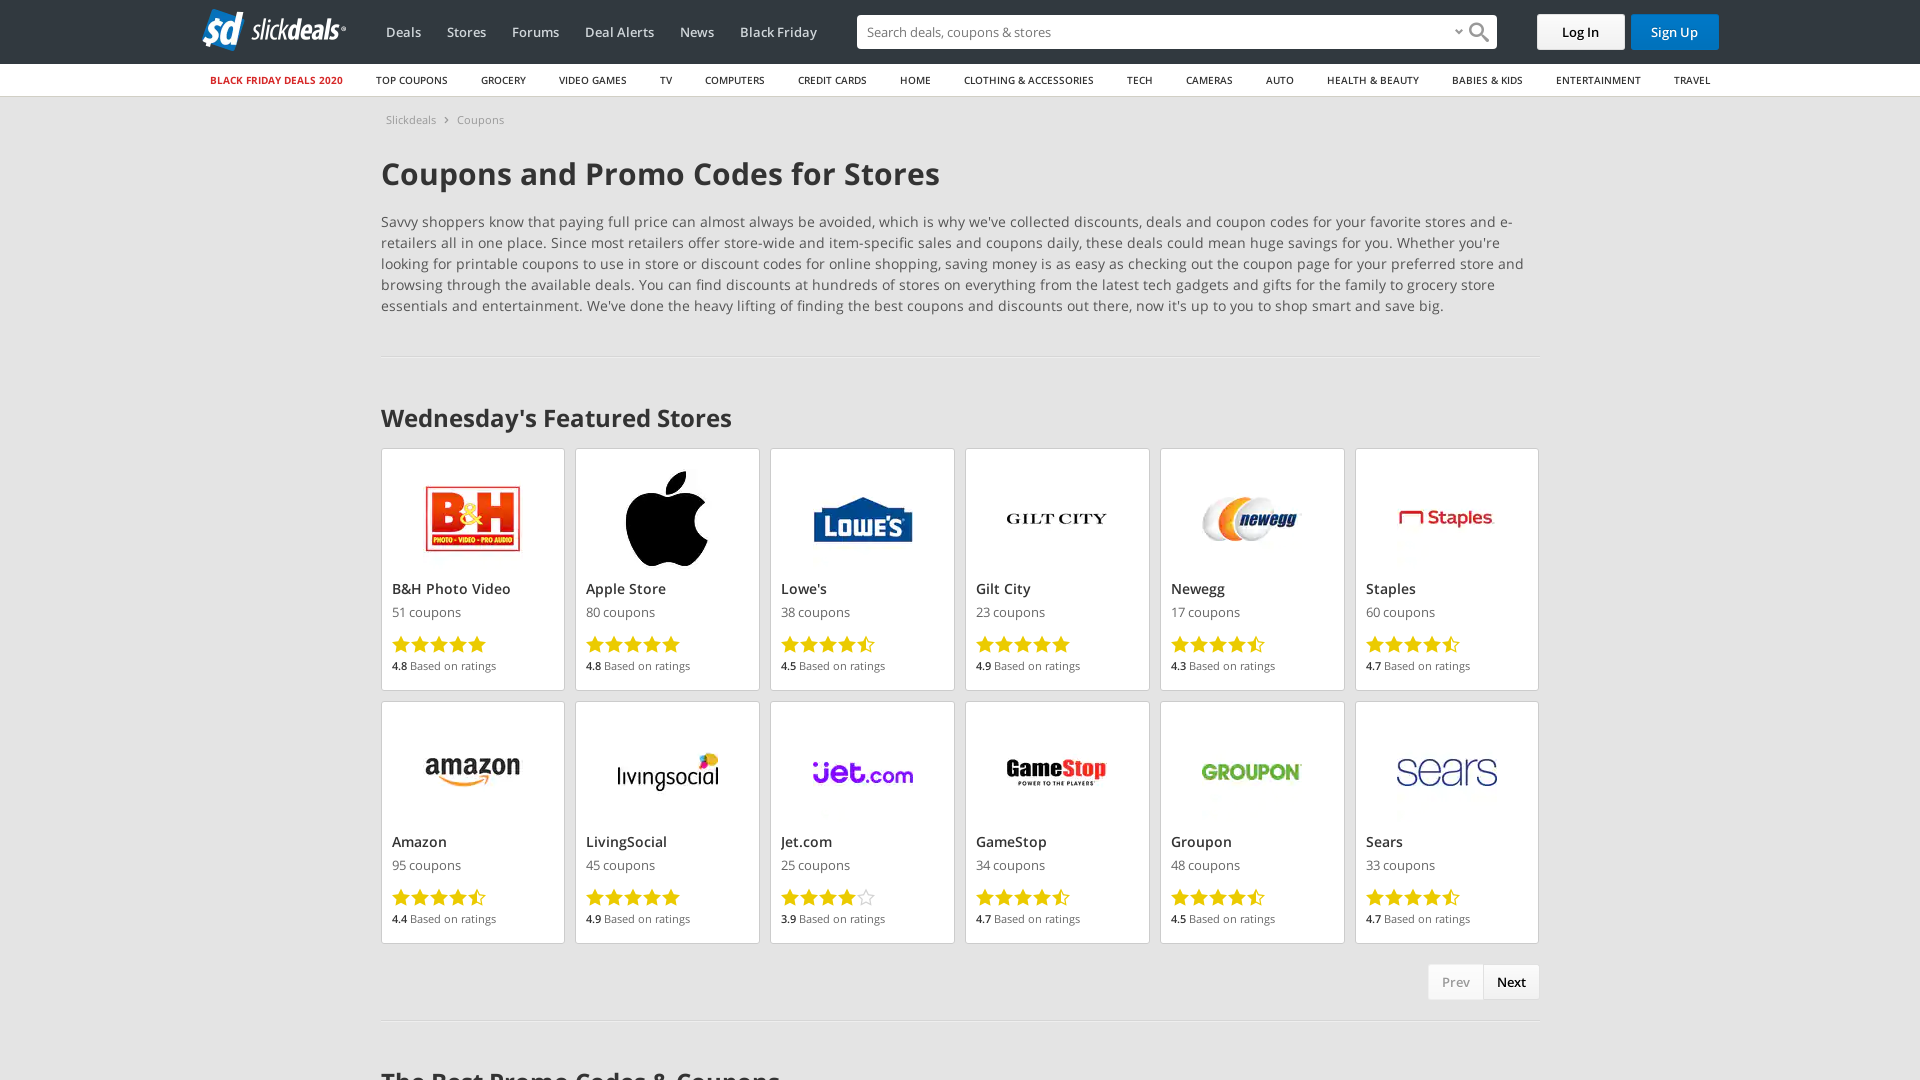 sd slickdeals®
Deals Stores Forums Deal Alerts News Black Friday
Search deals, coupons & stores
Log In
Sign Up
BLACK FRIDAY DEALS 2020 TOP COUPONS GROCERY VIDEO GAMES TV COMPUTERS CREDIT CARDS HOME CLOTHING & ACCESSORIES TECH CAMERAS AUTO HEALTH & BEAUTY BABIES & KIDS ENTERTAINMENT TRAVEL
Slickdeals › Coupons
Coupons and Promo Codes for Stores
Savvy shoppers know that paying full price can almost always be avoided, which is why we've collected discounts, deals and coupon codes for your favorite stores and e-
retailers all in one place. Since most retailers offer store-wide and item-specific sales and coupons daily, these deals could mean huge savings for you. Whether you're
looking for printable coupons to use in store or discount codes for online shopping, saving money is as easy as checking out the coupon page for your preferred store and
browsing through the available deals. You can find discounts at hundreds of stores on everything from the latest tech gadgets and gifts for the family to grocery store
essentials and entertainment. We've done the heavy lifting of finding the best coupons and discounts out there, now it's up to you to shop smart and save big.
Wednesday's Featured Stores
B&H
PHOTO - VIDEO - PRO AUDIO
B&H Photo Video
51 coupons
4.8 Based on ratings
Apple Store
80 coupons
4.8 Based on ratings
LOWE'S
Lowe's
38 coupons
4.5 Based on ratings
GILT CITY
Gilt City
23 coupons
4.9 Based on ratings
newegg
Newegg
17 coupons
4.3 Based on ratings
Staples
Staples
60 coupons
4.7 Based on ratings
amazon
Amazon
95 coupons
4.4 Based on ratings
livingsocial
LivingSocial
45 coupons
4.9 Based on ratings
jet.com
Jet.com
25 coupons
3.9 Based on ratings
GameStop
POWER TO THE PLAYERS
GameStop
34 coupons
4.7 Based on ratings
GROUPON
Groupon
48 coupons
4.5 Based on ratings
sears
Sears
33 coupons
4.7 Based on ratings
Prev
Next
The Best Promo Codes & Coupons